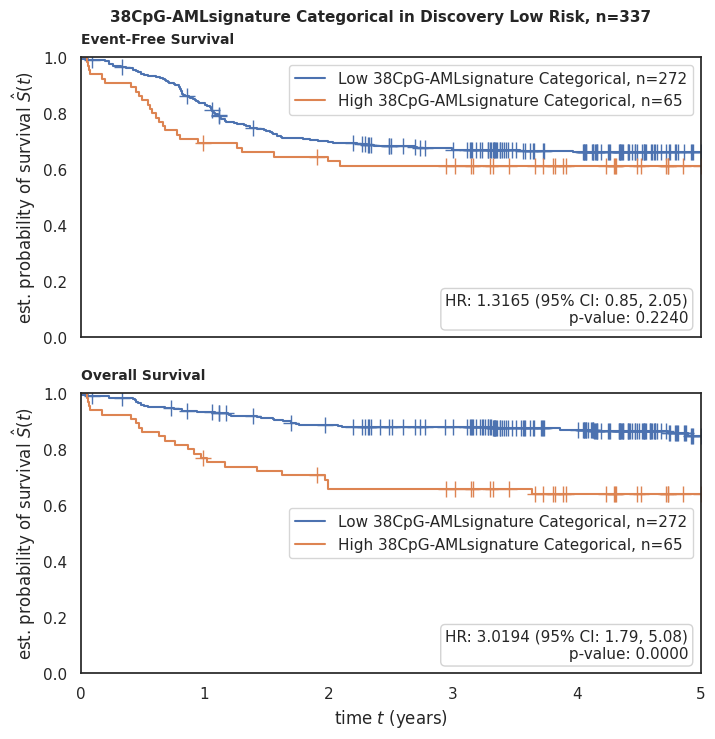 38CpG-AMLsignature Categorical in Discovery Low Risk, n=337
Event-Free Survival
1.0
0.8
0.6
0.4
0.2
0.0
est. probability of survival Ŝ(t)
Low 38CpG-AMLsignature Categorical, n=272
High 38CpG-AMLsignature Categorical, n=65
HR: 1.3165 (95% CI: 0.85, 2.05)
p-value: 0.2240
Overall Survival
1.0
0.8
0.6
0.4
0.2
0.0
est. probability of survival Ŝ(t)
Low 38CpG-AMLsignature Categorical, n=272
High 38CpG-AMLsignature Categorical, n=65
HR: 3.0194 (95% CI: 1.79, 5.08)
p-value: 0.0000
0 1 2 3 4 5
time t (years)